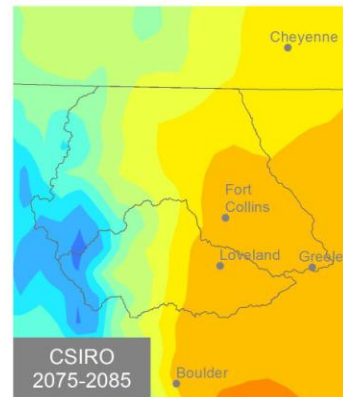 Cheyenne
Fort
Collins
Loveland
Greele
Boulder
CSIRO
2075-2085